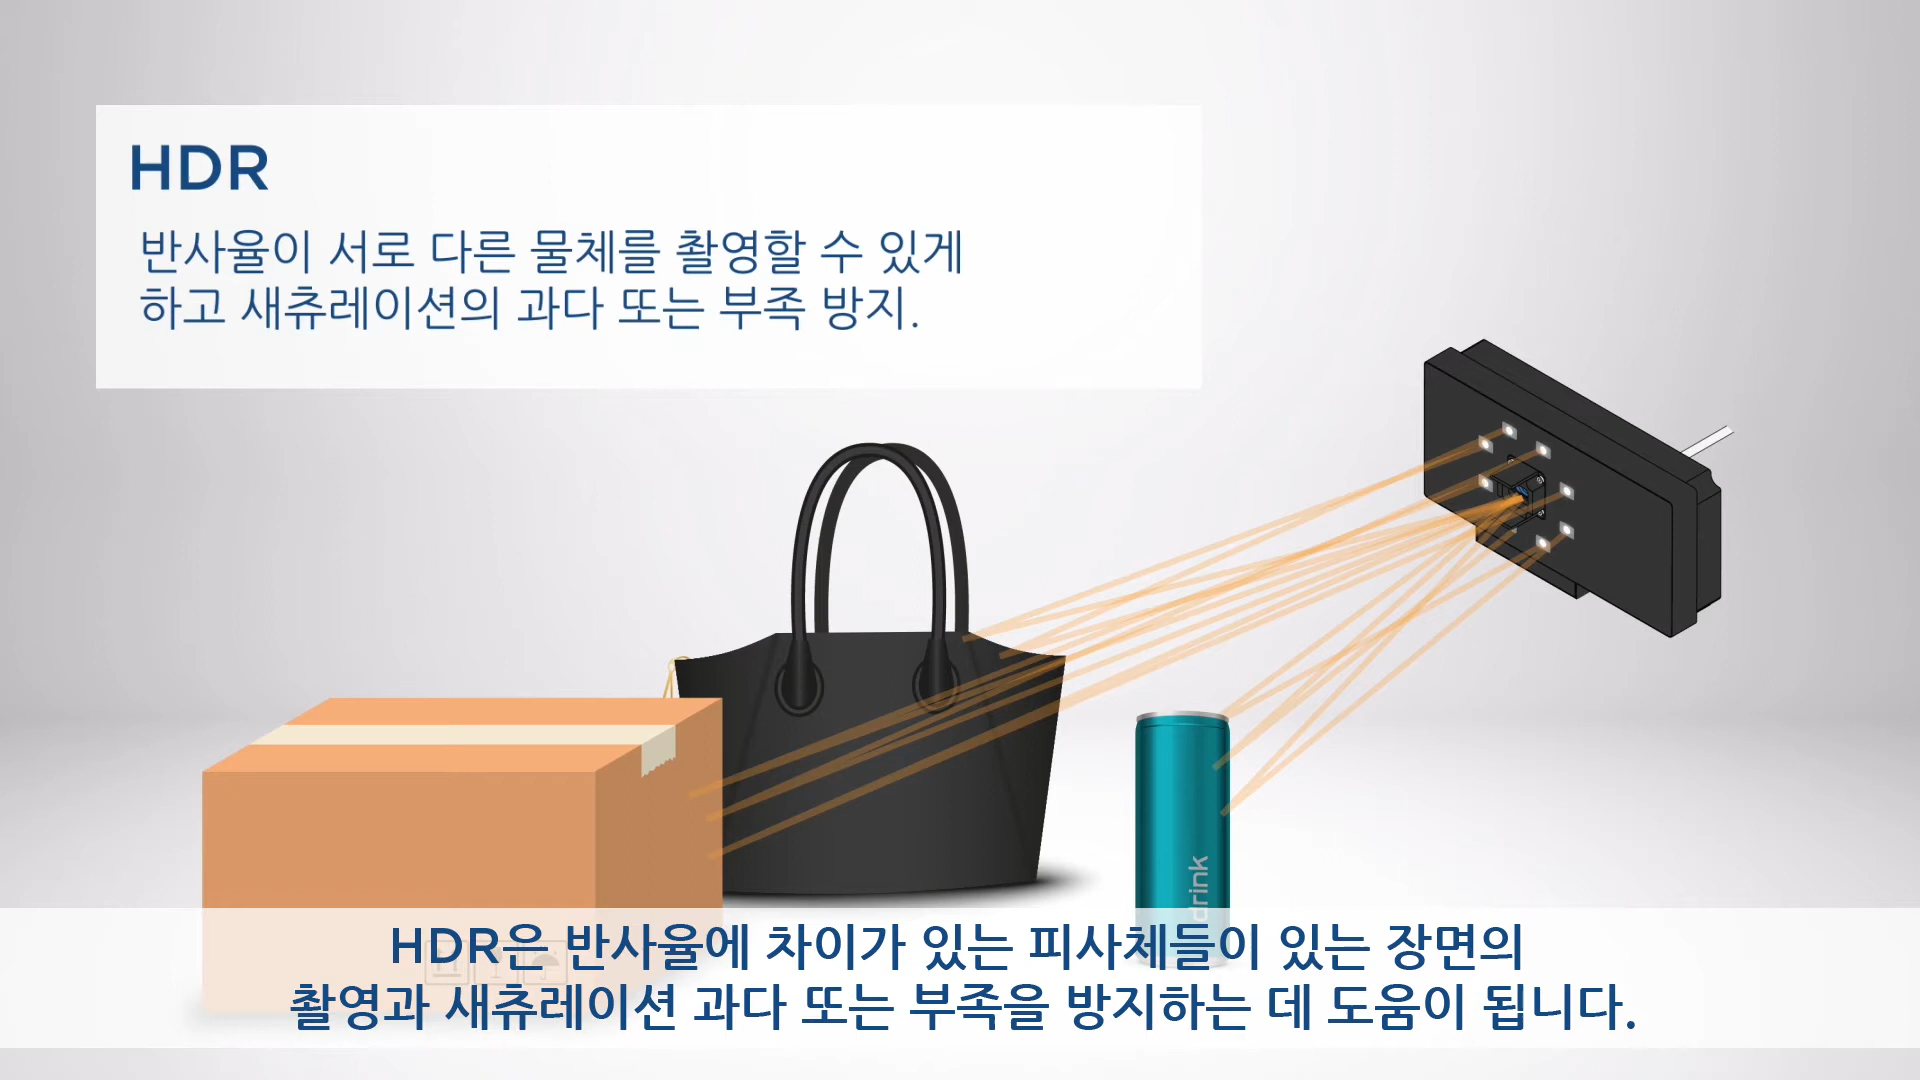 HDR
반사율이 서로 다른 물체를 촬영할 수 있게
하고 새츄레이션의 과다 또는 부족 방지.
drink
HDR은 반사율에 차이가 있는 피사체들이 있는 장면의
촬영과 새츄레이션 과다 또는 부족을 방지하는 데 도움이 됩니다.